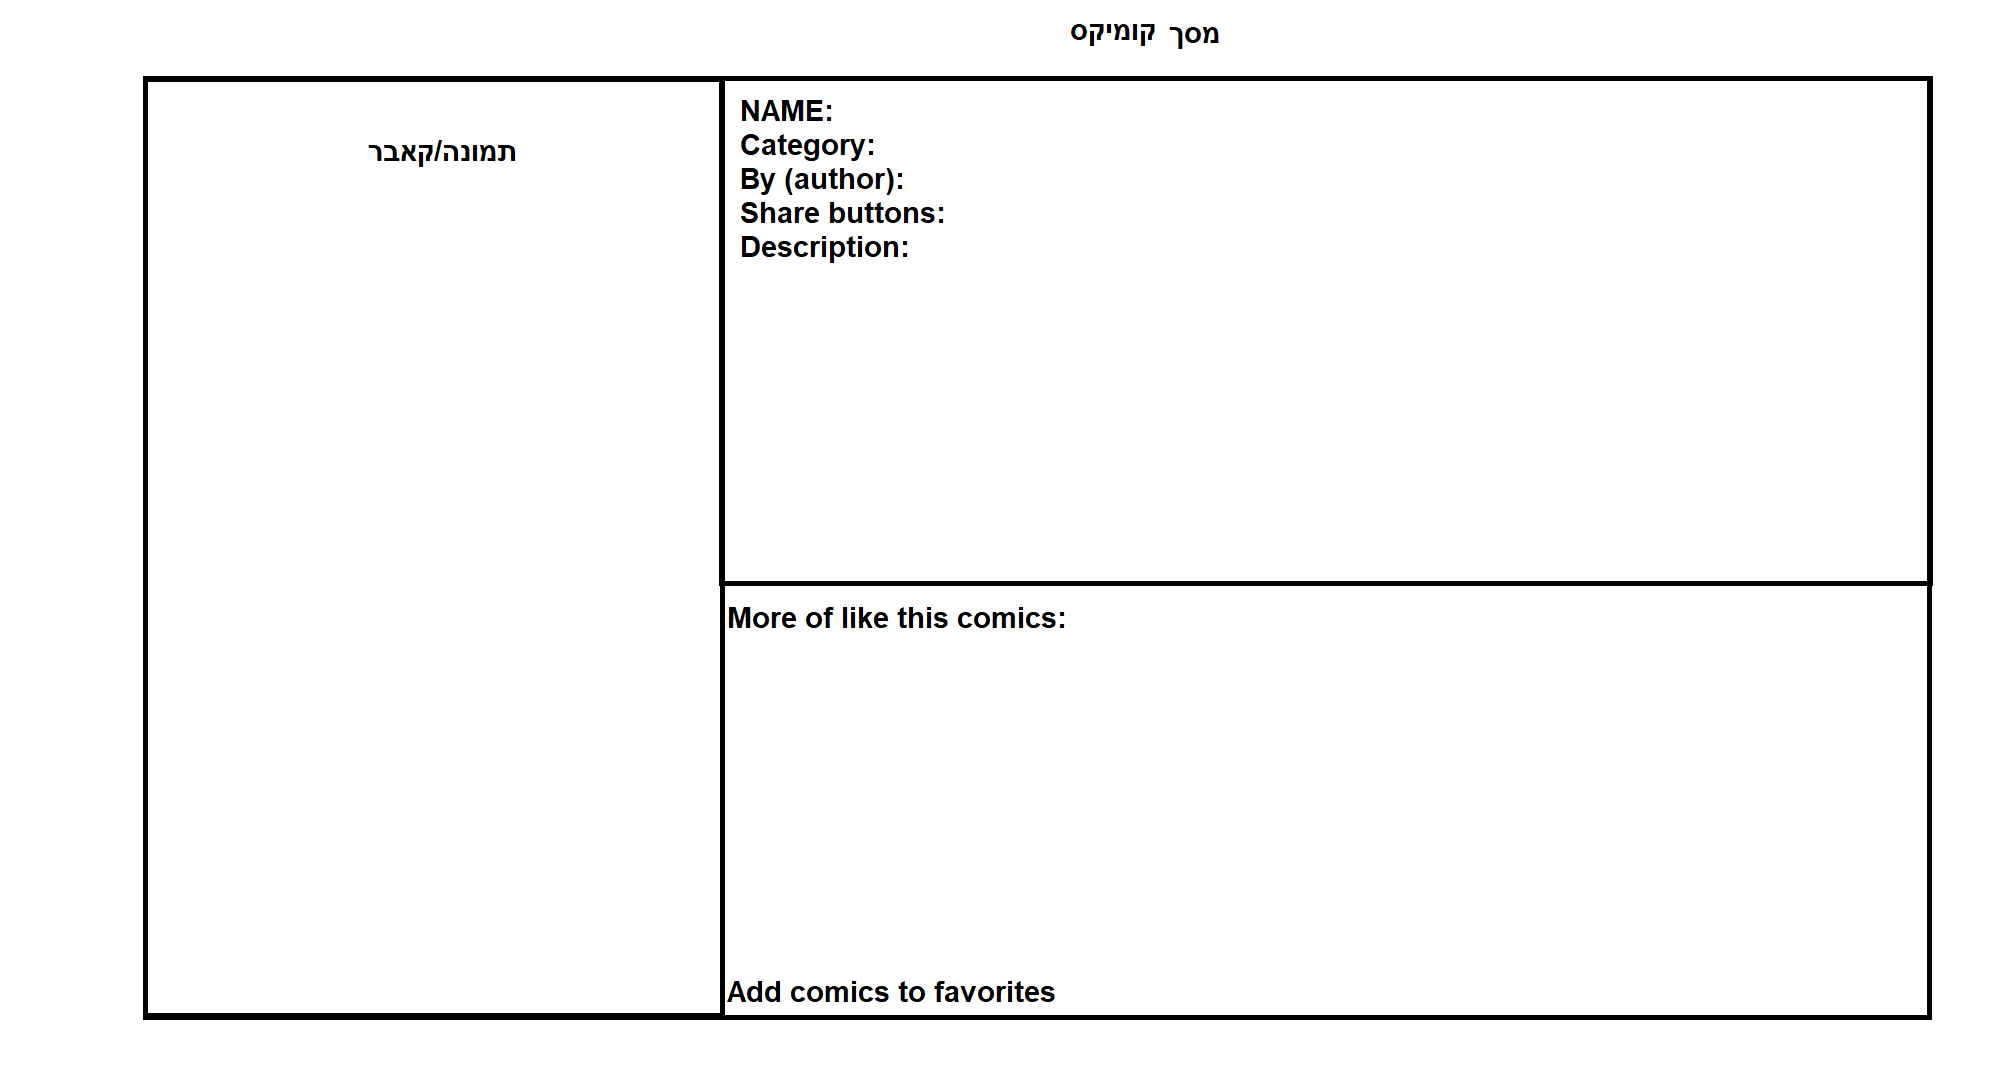 מסך קומיקס
תמונה/קאבר
NAME:
Category:
By (author):
Share buttons:
Description:
More of like this comics:
Add comics to favorites